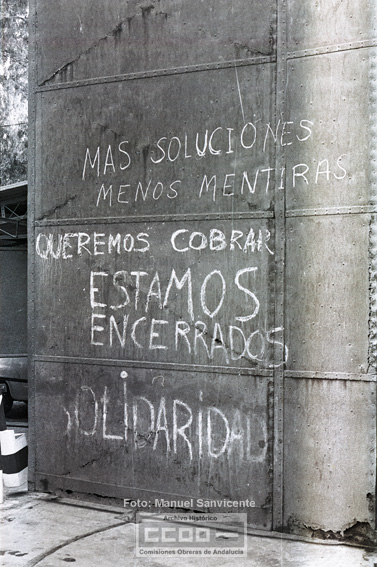 MAS SOLUCIONES
MENOS MENTIRAS
QUEREMOS COBRAR
ESTAMOS
ENCERRADOS
SOLIDARIDAD
Foto: Manuel Sanvicente
Archivo Histórico
CCOO
Comisiones Obreras de Andalucía